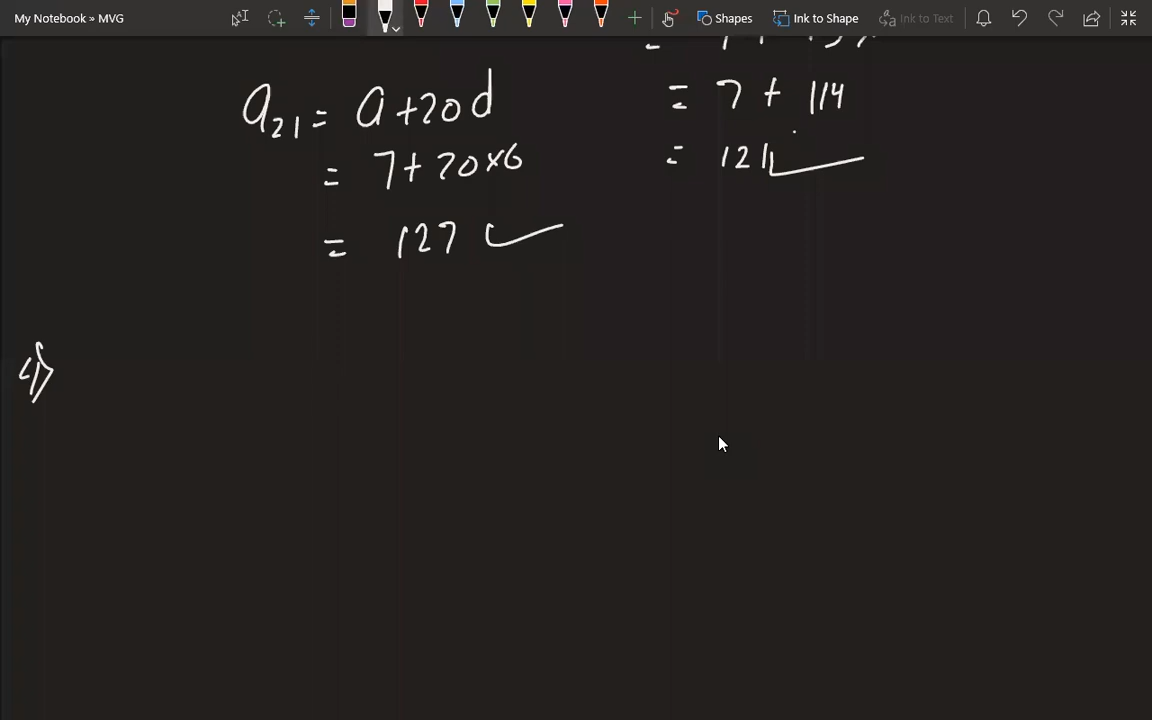 My Notebook » MVG
Shapes
Ink to Shape
Ink to Text
a₂₁ = a+20d
= 7+20×6
= 127
= 7 + 114
= 121
4)